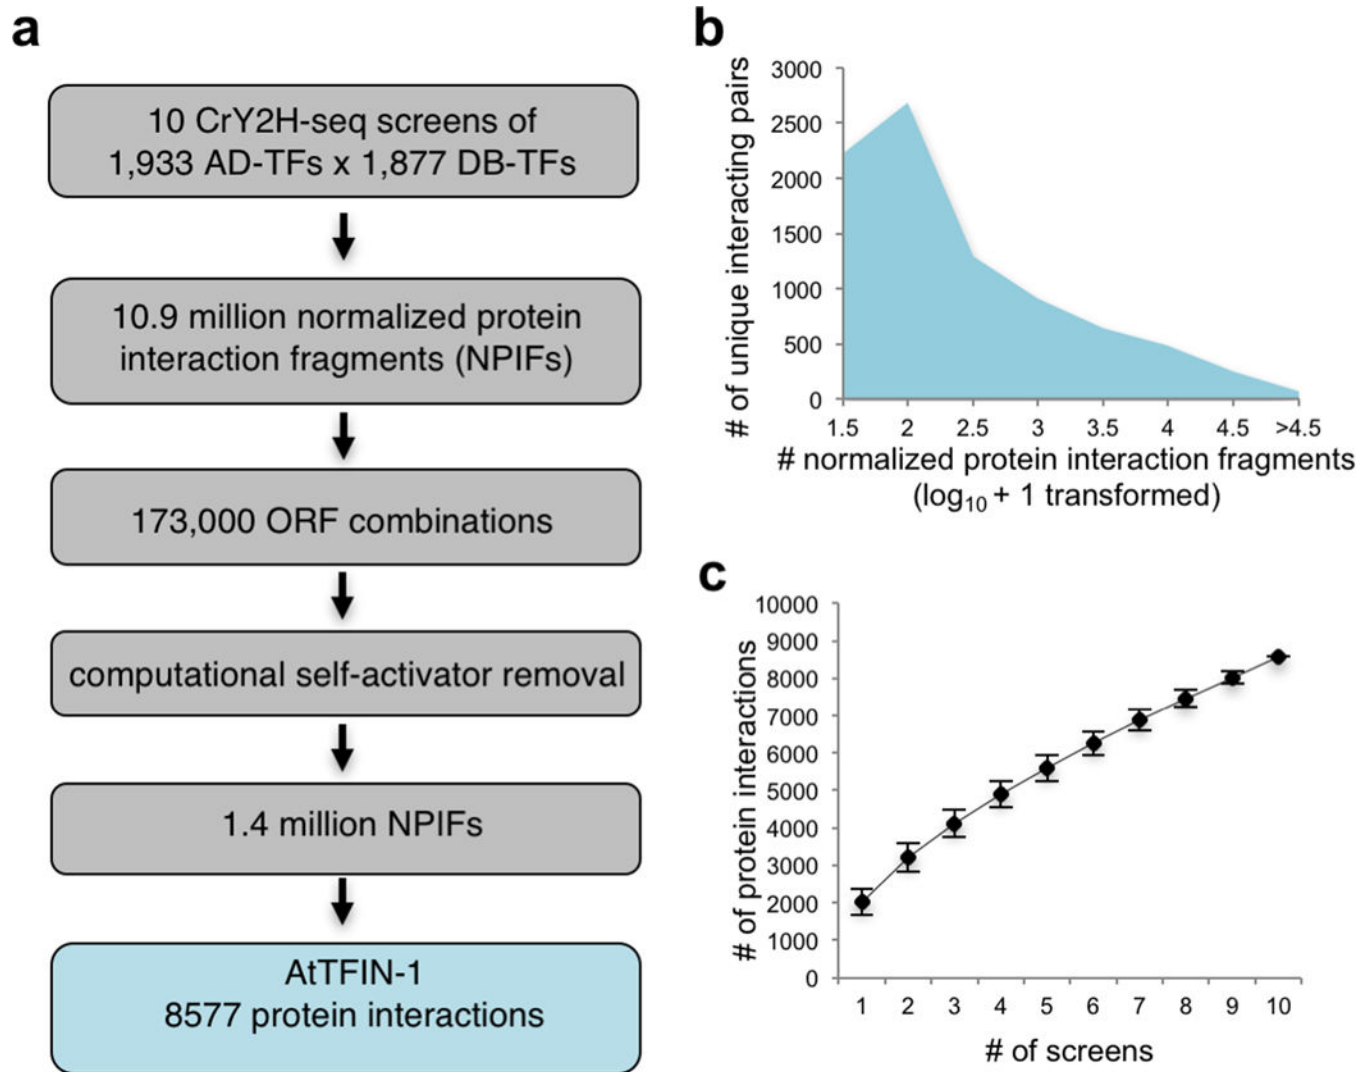 a
10 CrY2H-seq screens of
1,933 AD-TFs x 1,877 DB-TFs
10.9 million normalized protein
interaction fragments (NPIFs)
173,000 ORF combinations
computational self-activator removal
1.4 million NPIFs
AtTFIN-1
8577 protein interactions
b
# of unique interacting pairs
3000
2500
2000
1500
1000
500
0
1.5 2 2.5 3 3.5 4 4.5 >4.5
# normalized protein interaction fragments
(log10 + 1 transformed)
c
# of protein interactions
10000
9000
8000
7000
6000
5000
4000
3000
2000
1000
0
1 2 3 4 5 6 7 8 9 10
# of screens